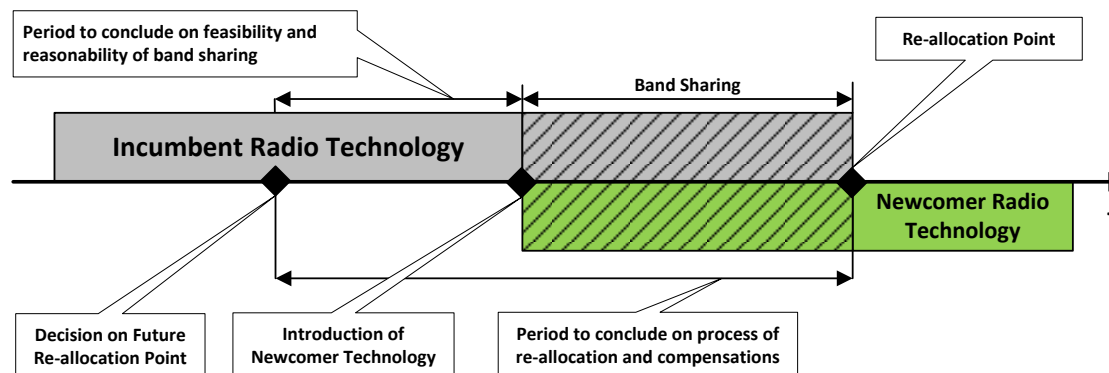 Period to conclude on feasibility and
reasonability of band sharing
Re-allocation Point
Band Sharing
Incumbent Radio Technology
Newcomer Radio
Technology
Decision on Future
Re-allocation Point
Introduction of
Newcomer Technology
Period to conclude on process of
re-allocation and compensations